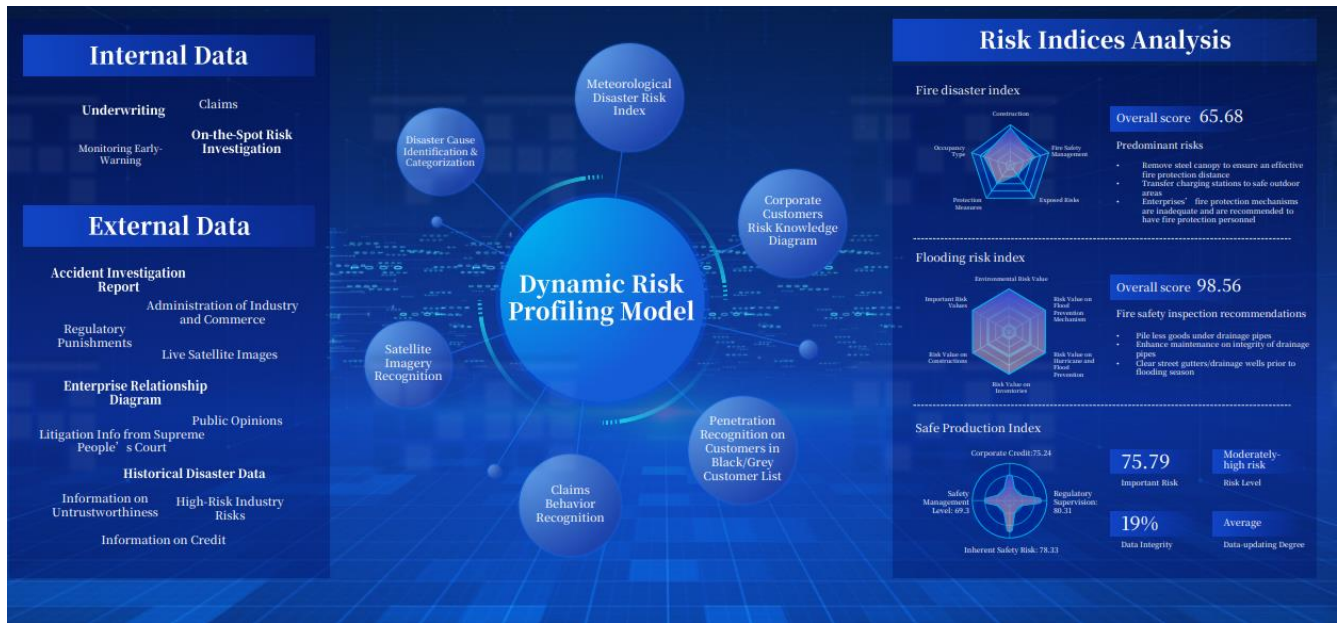 Internal Data
Underwriting
Claims
Monitoring Early-
Warning
On-the-Spot Risk
Investigation
External Data
Accident Investigation
Report
Administration of Industry
and Commerce
Regulatory
Punishments
Live Satellite Images
Enterprise Relationship
Diagram
Public Opinions
Litigation Info from Supreme
People’s Court
Historical Disaster Data
Information on
Untrustworthiness
High-Risk Industry
Risks
Information on Credit
Meteorological
Disaster Risk
Index
Disaster Cause
Identification &
Categorization
Corporate
Customers
Risk Knowledge
Diagram
Dynamic Risk
Profiling Model
Satellite
Imagery
Recognition
Penetration
Recognition on
Customers in
Black/Grey
Customer List
Claims
Behavior
Recognition
Risk Indices Analysis
Fire disaster index
Construction
Occupancy
Type
Fire Safety
Management
Protection
Measures
Exposed Risks
Overall score 65.68
Predominant risks
• Remove steel canopy to ensure an effective
fire protection distance
• Transfer charging stations to safe outdoor
areas
• Enterprises’ fire protection mechanisms
are inadequate and are recommended to
have fire protection personnel
Flooding risk index
Environmental Risk Value
Important Risk
Values
Risk Value on
Flood
Prevention
Mechanism
Risk Value on
Constructions
Risk Value on
Hurricane and
Flood
Prevention
Risk Value on
Inventories
Overall score 98.56
Fire safety inspection recommendations
• Pile less goods under drainage pipes
• Enhance maintenance on integrity of drainage
pipes
• Clear street gutters/drainage wells prior to
flooding season
Safe Production Index
Corporate Credit:75.24
Safety
Management
Level: 69.3
Regulatory
Supervision:
80.31
Inherent Safety Risk: 78.33
75.79
Important Risk
Moderately-
high risk
Risk Level
19%
Data Integrity
Average
Data-updating Degree